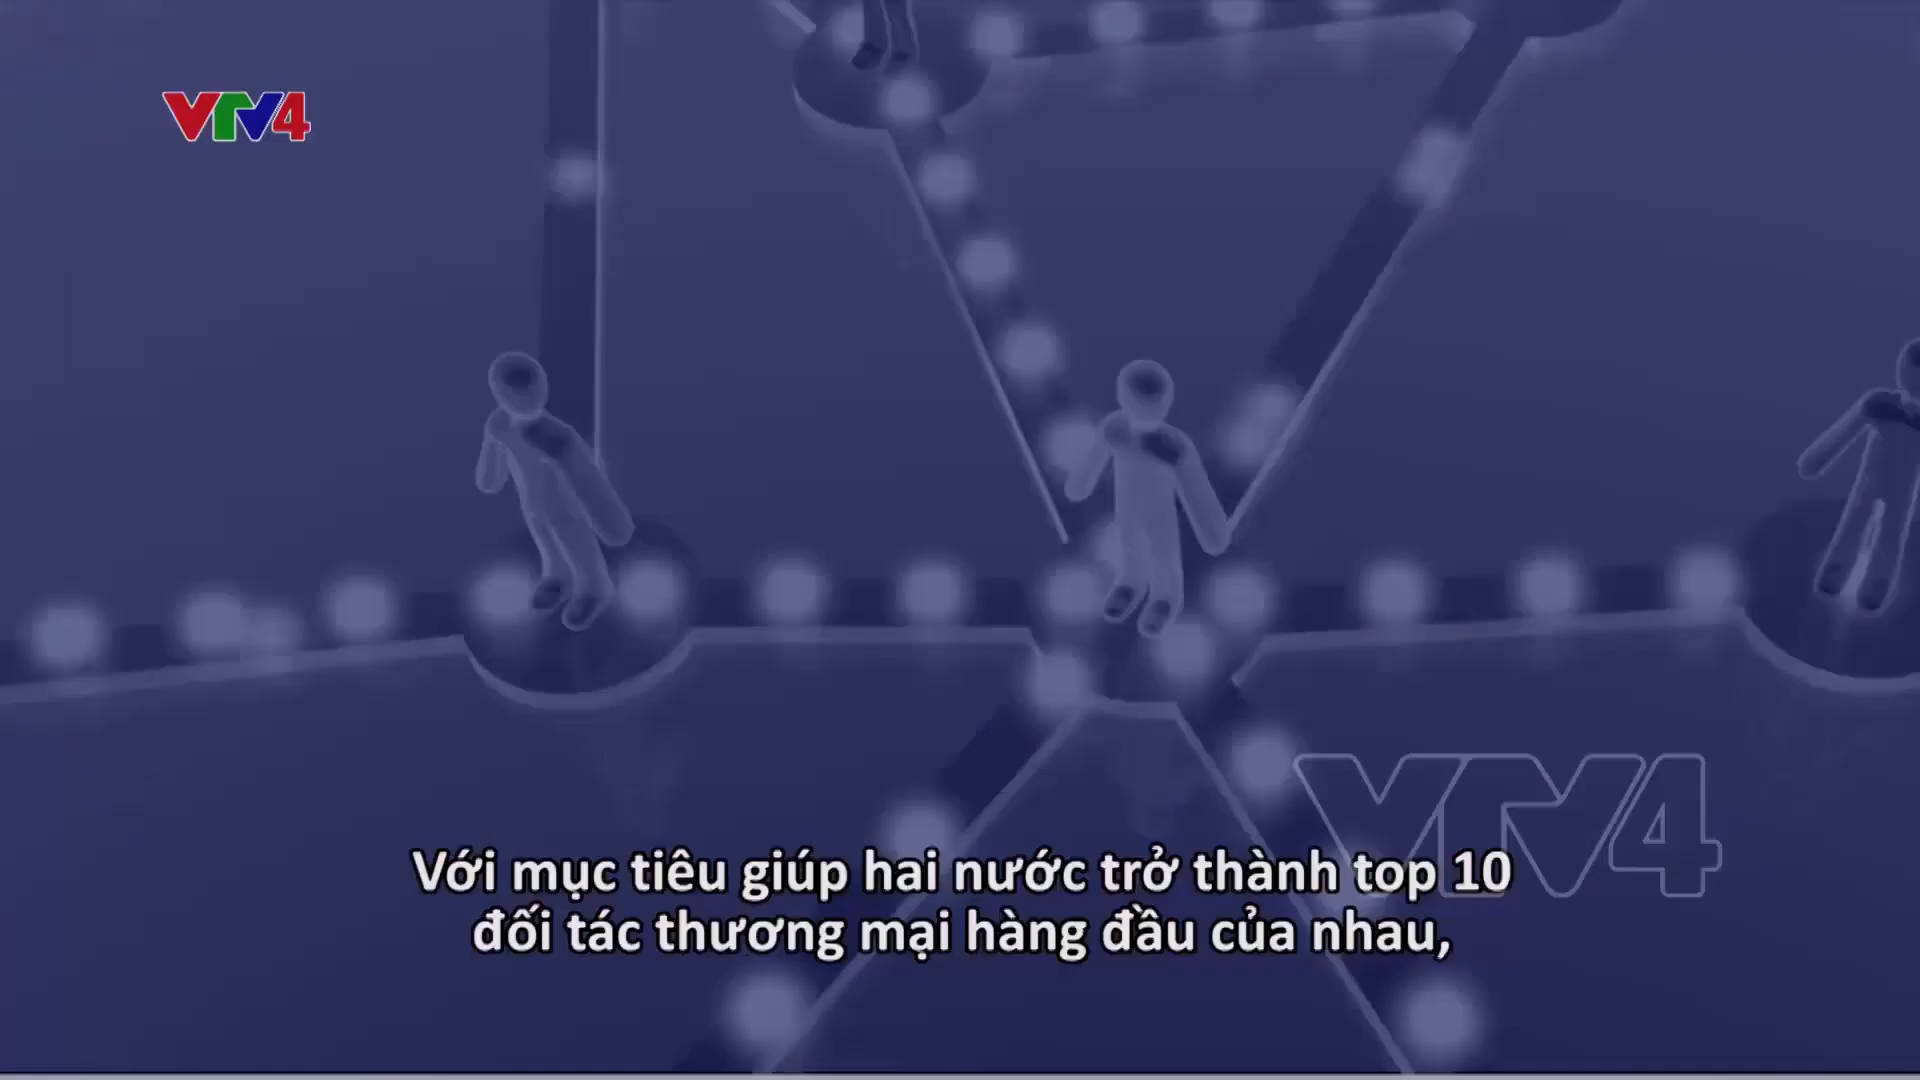 VTV4
VTV4
Với mục tiêu giúp hai nước trở thành top 10
đối tác thương mại hàng đầu của nhau,